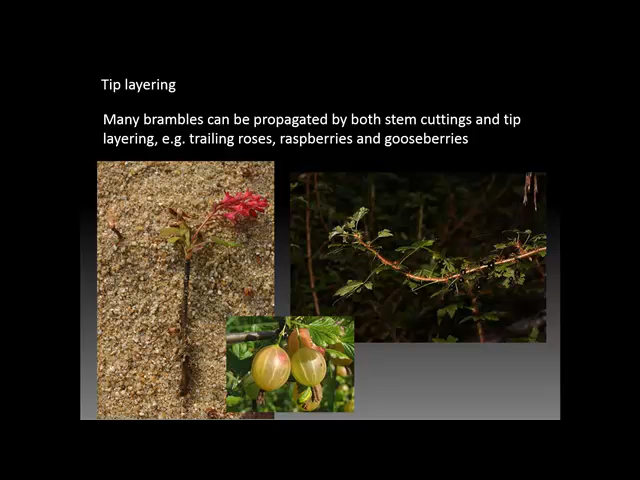 Tip layering
Many brambles can be propagated by both stem cuttings and tip
layering, e.g. trailing roses, raspberries and gooseberries